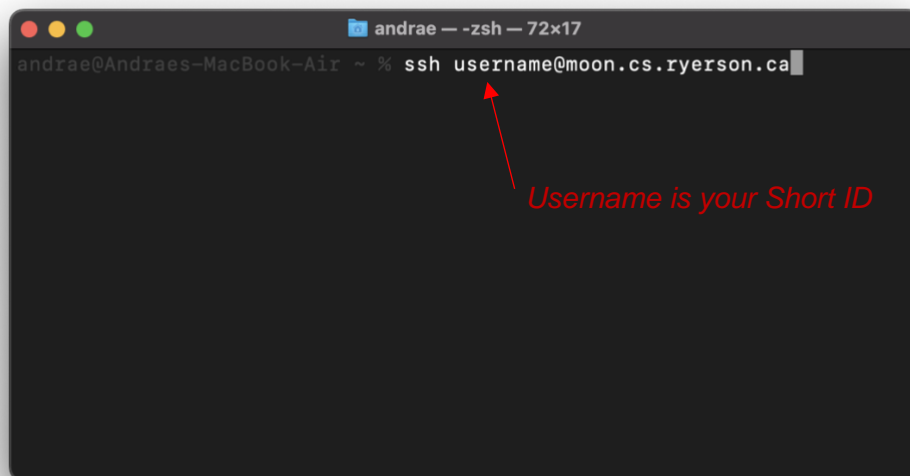 andrae — -zsh — 72×17
andrae@Andraes-MacBook-Air ~ % ssh username@moon.cs.ryerson.ca
Username is your Short ID